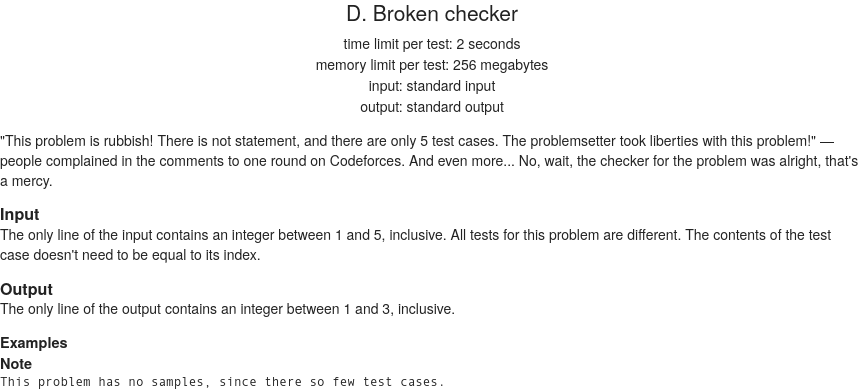 D. Broken checker
time limit per test: 2 seconds
memory limit per test: 256 megabytes
input: standard input
output: standard output
"This problem is rubbish! There is not statement, and there are only 5 test cases. The problemsetter took liberties with this problem!" —
people complained in the comments to one round on Codeforces. And even more... No, wait, the checker for the problem was alright, that's
a mercy.
Input
The only line of the input contains an integer between 1 and 5, inclusive. All tests for this problem are different. The contents of the test
case doesn't need to be equal to its index.
Output
The only line of the output contains an integer between 1 and 3, inclusive.
Examples
Note
This problem has no samples, since there so few test cases.